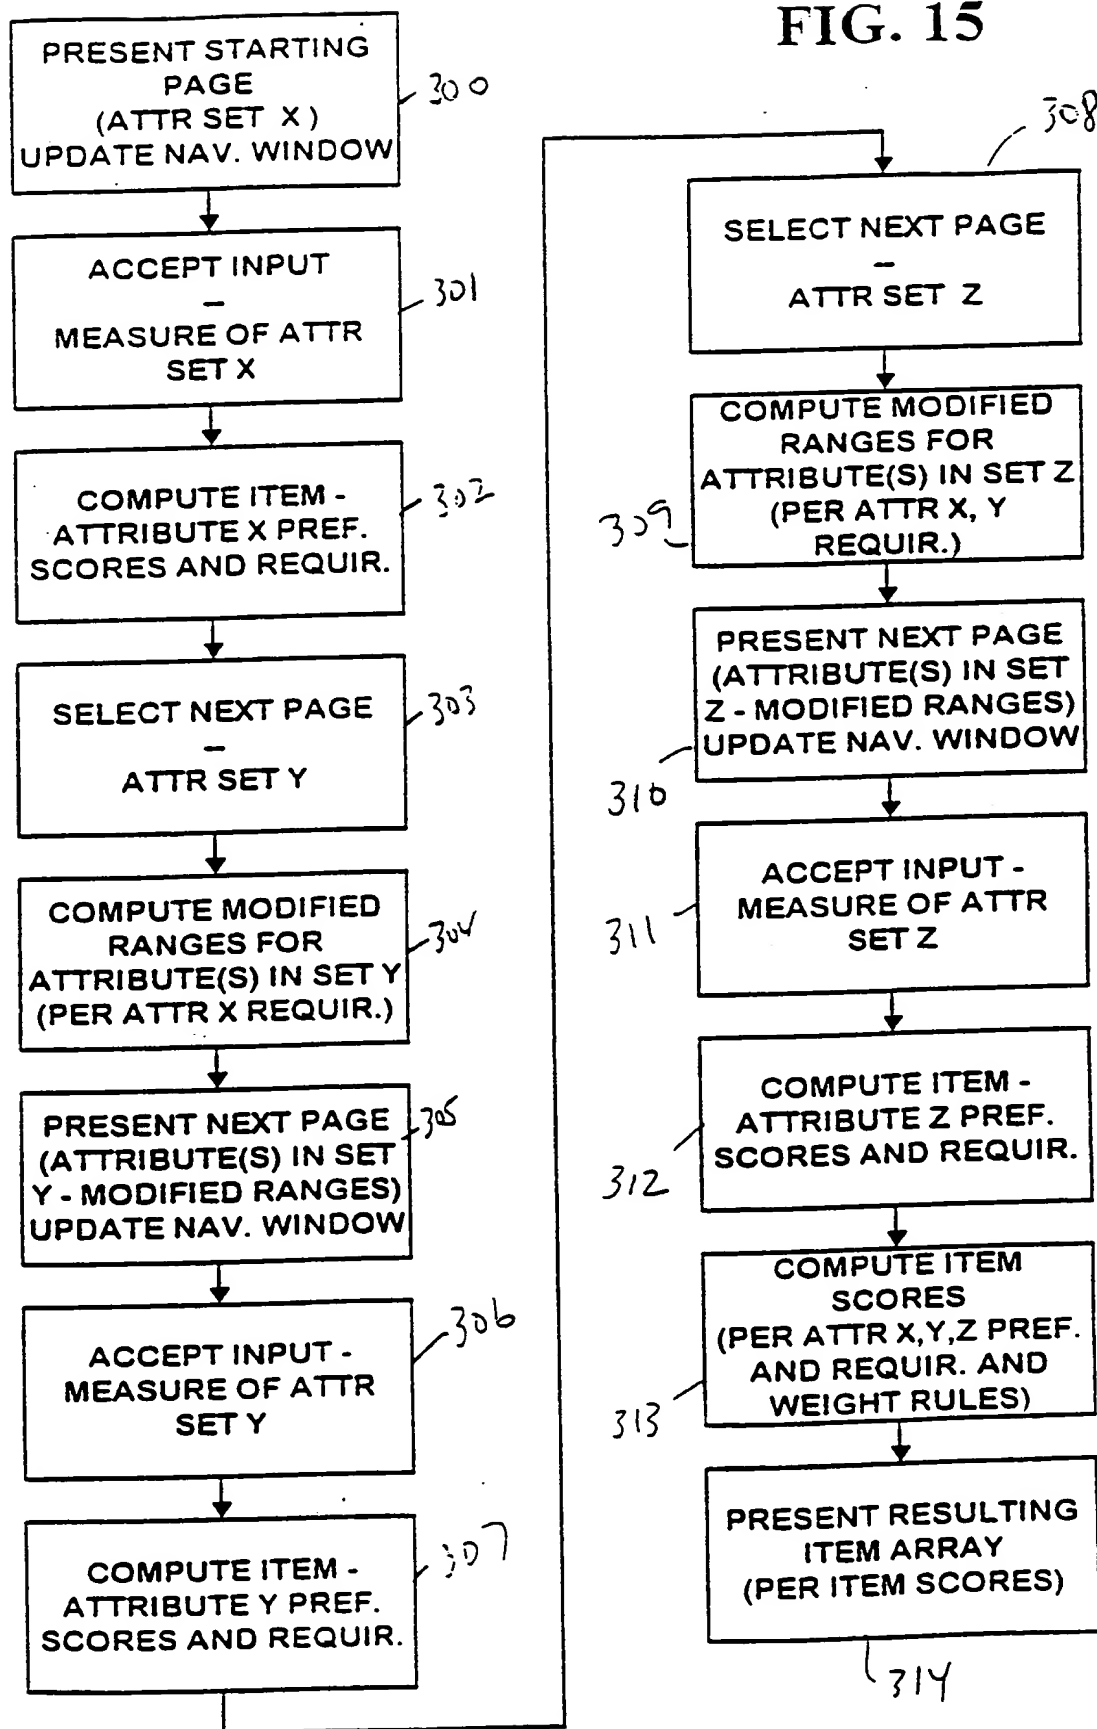 FIG. 15
PRESENT STARTING
PAGE
(ATTR SET X)
UPDATE NAV. WINDOW
300
ACCEPT INPUT
–
MEASURE OF ATTR
SET X
301
COMPUTE ITEM -
ATTRIBUTE X PREF.
SCORES AND REQUIR.
302
SELECT NEXT PAGE
–
ATTR SET Y
303
COMPUTE MODIFIED
RANGES FOR
ATTRIBUTE(S) IN SET Y
(PER ATTR X REQUIR.)
304
PRESENT NEXT PAGE
(ATTRIBUTE(S) IN SET
Y - MODIFIED RANGES)
UPDATE NAV. WINDOW
305
ACCEPT INPUT -
MEASURE OF ATTR
SET Y
306
COMPUTE ITEM -
ATTRIBUTE Y PREF.
SCORES AND REQUIR.
307
308
SELECT NEXT PAGE
–
ATTR SET Z
COMPUTE MODIFIED
RANGES FOR
ATTRIBUTE(S) IN SET Z
(PER ATTR X, Y
REQUIR.)
309
PRESENT NEXT PAGE
(ATTRIBUTE(S) IN SET
Z - MODIFIED RANGES)
UPDATE NAV. WINDOW
310
ACCEPT INPUT -
MEASURE OF ATTR
SET Z
311
COMPUTE ITEM -
ATTRIBUTE Z PREF.
SCORES AND REQUIR.
312
COMPUTE ITEM
SCORES
(PER ATTR X,Y,Z PREF.
AND REQUIR. AND
WEIGHT RULES)
313
PRESENT RESULTING
ITEM ARRAY
(PER ITEM SCORES)
314